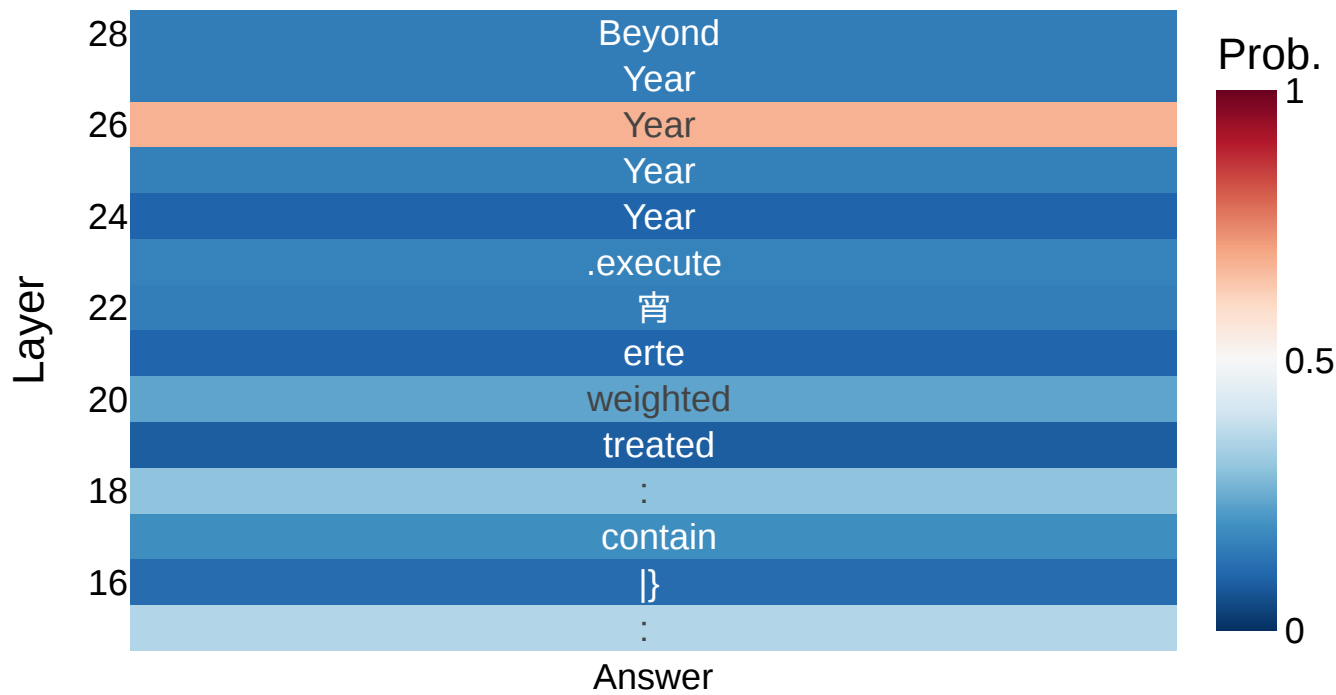 28 Beyond
Year
26 Year
Year
24 Year
.execute
22 宵
erte
20 weighted
treated
18 :
contain
16 |}
:
Answer
Layer
Prob.
1
0.5
0